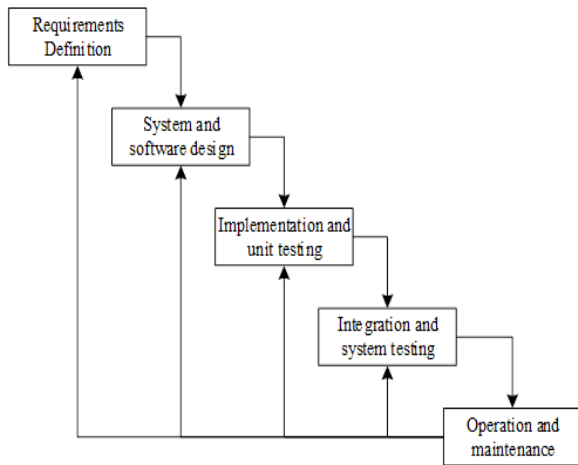 Requirements
Definition
System and
software design
Implementation and
unit testing
Integration and
system testing
Operation and
maintenance